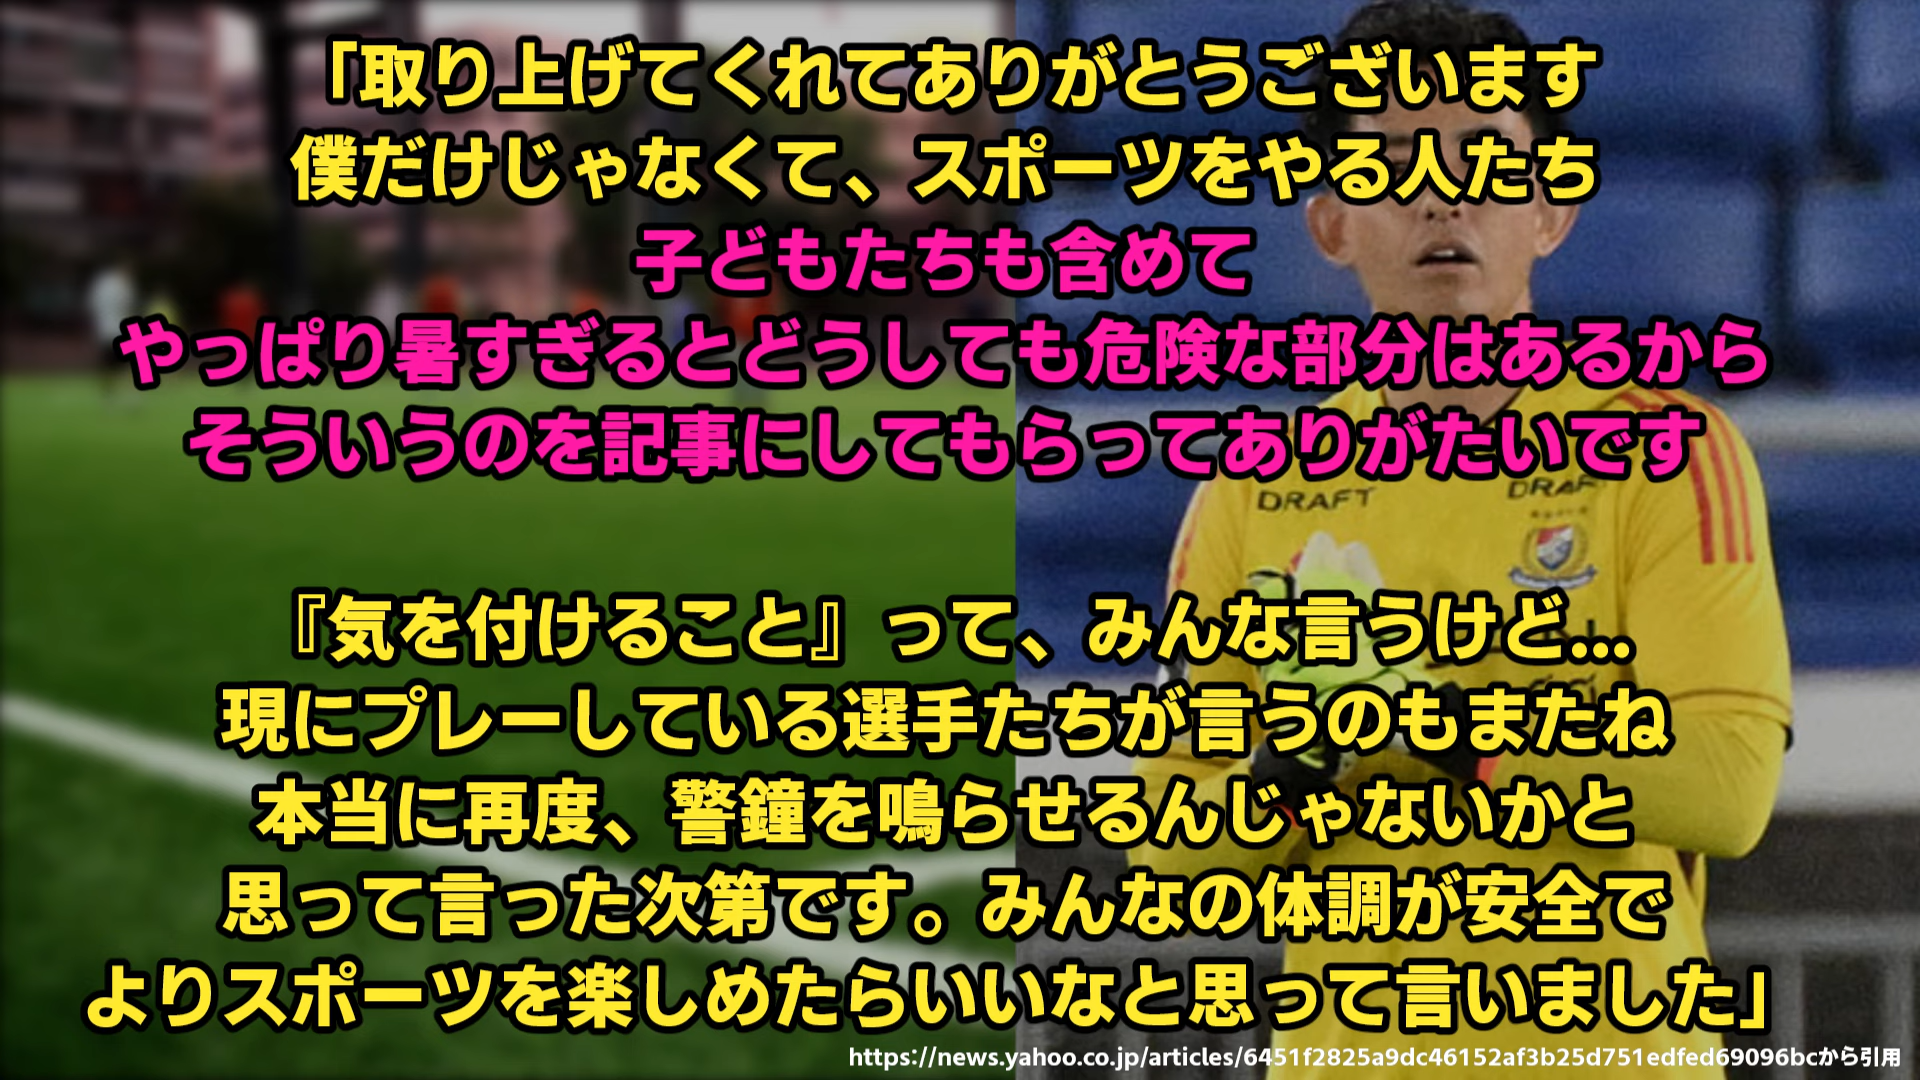 「取り上げてくれてありがとうございます
僕だけじゃなくて、スポーツをやる人たち
子どもたちも含めて
やっぱり暑すぎるとどうしても危険な部分はあるから
そういうのを記事にしてもらってありがたいです
DRAFT
DRAFT
『気を付けること』って、みんな言うけど...
現にプレーしている選手たちが言うのもまたね
本当に再度、警鐘を鳴らせるんじゃないかと
思って言った次第です。みんなの体調が安全で
よりスポーツを楽しめたらいいなと思って言いました」
https://news.yahoo.co.jp/articles/6451f2825a9dc46152af3b25d751edfed69096bcから引用